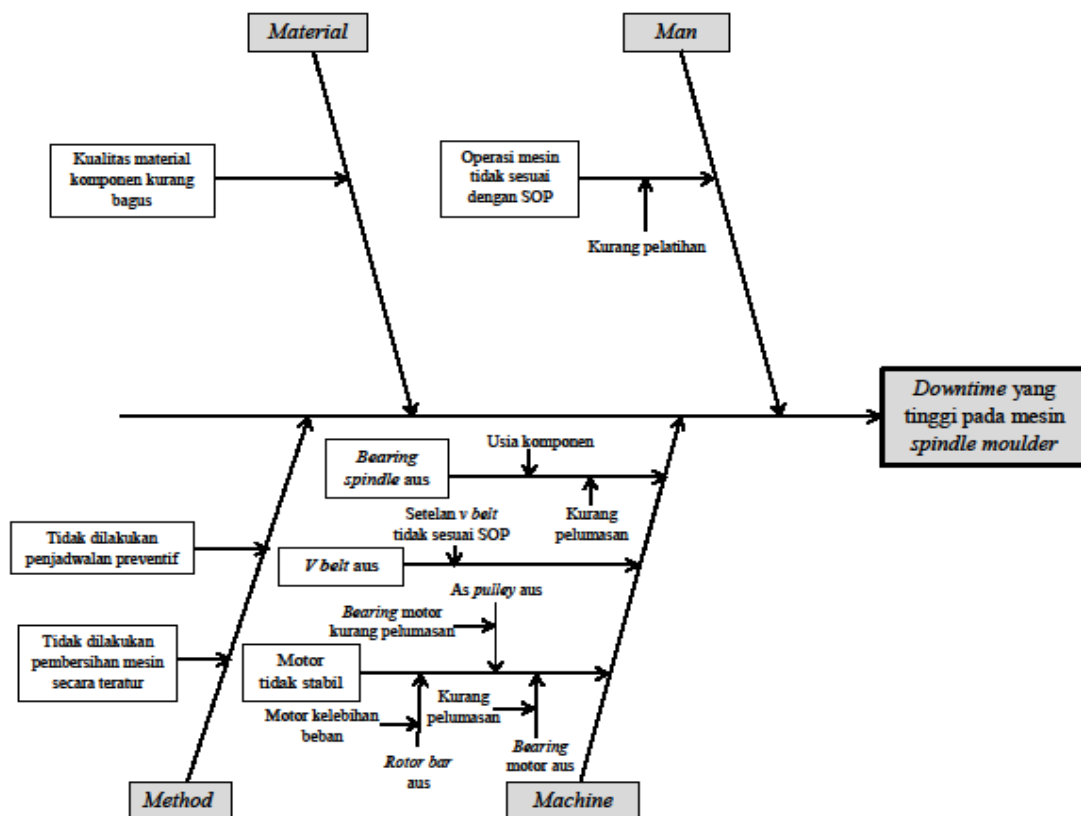 Material
Man
Kualitas material
komponen kurang
bagus
Operasi mesin
tidak sesuai
dengan SOP
Kurang pelatihan
Downtime yang
tinggi pada mesin
spindle moulder
Usia komponen
Bearing
spindle aus
Kurang
pelumasan
Setelan v belt
tidak sesuai SOP
Tidak dilakukan
penjadwalan preventif
V belt aus
As pulley aus
Bearing motor
kurang pelumasan
Tidak dilakukan
pembersihan mesin
secara teratur
Motor
tidak stabil
Motor kelebihan
beban
Kurang
pelumasan
Rotor bar
aus
Bearing
motor aus
Method
Machine